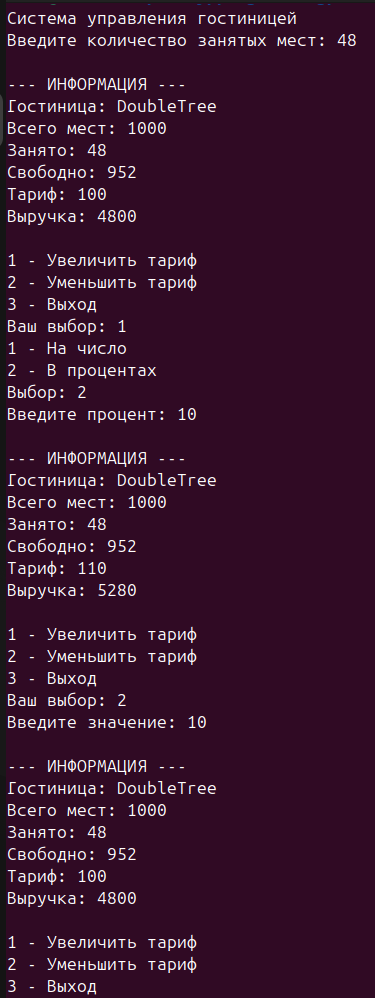 Система управления гостиницей
Введите количество занятых мест: 48
--- ИНФОРМАЦИЯ ---
Гостиница: DoubleTree
Всего мест: 1000
Занято: 48
Свободно: 952
Тариф: 100
Выручка: 4800
1 - Увеличить тариф
2 - Уменьшить тариф
3 - Выход
Ваш выбор: 1
1 - На число
2 - В процентах
Выбор: 2
Введите процент: 10
--- ИНФОРМАЦИЯ ---
Гостиница: DoubleTree
Всего мест: 1000
Занято: 48
Свободно: 952
Тариф: 110
Выручка: 5280
1 - Увеличить тариф
2 - Уменьшить тариф
3 - Выход
Ваш выбор: 2
Введите значение: 10
--- ИНФОРМАЦИЯ ---
Гостиница: DoubleTree
Всего мест: 1000
Занято: 48
Свободно: 952
Тариф: 100
Выручка: 4800
1 - Увеличить тариф
2 - Уменьшить тариф
3 - Выход